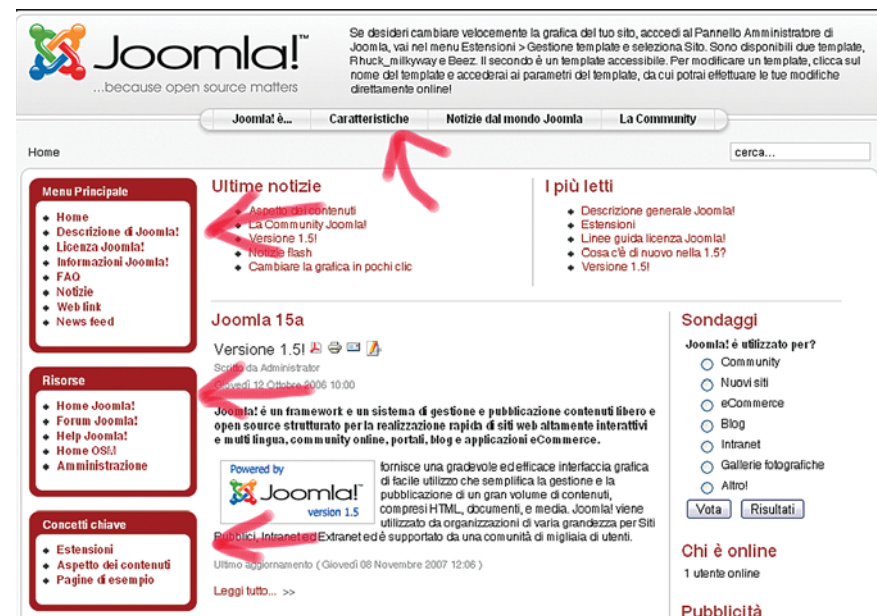 Joomla!™
...because open source matters
Se desideri cambiare velocemente la grafica del tuo sito, acccedi al Pannello Amministratore di
Joomla, vai nel menu Estensioni > Gestione template e seleziona Sito. Sono disponibili due template,
Rhuck_milkyway e Beez. Il secondo è un template accessibile. Per modificare un template, clicca sul
nome del template e accederai ai parametri del template, da cui potrai effettuare le tue modifiche
direttamente online!
Joomla! è... Caratteristiche Notizie dal mondo Joomla La Community
Home
cerca...
Menu Principale
Home
Descrizione di Joomla!
Licenza Joomla!
Informazioni Joomla!
FAQ
Notizie
Web link
News feed
Risorse
Home Joomla!
Forum Joomla!
Help Joomla!
Home OSM
Amministrazione
Concetti chiave
Estensioni
Aspetto dei contenuti
Pagine di esempio
Ultime notizie
Aspetto dei contenuti
La Community Joomla!
Versione 1.5!
Notizie flash
Cambiare la grafica in pochi clic
I più letti
Descrizione generale Joomla!
Estensioni
Linee guida licenza Joomla!
Cosa c'è di nuovo nella 1.5?
Versione 1.5!
Joomla 15a
Versione 1.5!
Scritto da Administrator
Giovedì 12 Ottobre 2006 10:00
Joomla! è un framework e un sistema di gestione e pubblicazione contenuti libero e
open source strutturato per la realizzazione rapida di siti web altamente interattivi
e multi lingua, community online, portali, blog e applicazioni eCommerce.
Powered by
Joomla!™
version 1.5
fornisce una gradevole ed efficace interfaccia grafica
di facile utilizzo che semplifica la gestione e la
pubblicazione di un gran volume di contenuti,
compresi HTML, documenti, e media. Joomla! viene
utilizzato da organizzazioni di varia grandezza per Siti
Pubblici, Intranet ed Extranet ed è supportato da una comunità di migliaia di utenti.
Ultimo aggiornamento ( Giovedì 08 Novembre 2007 12:06 )
Leggi tutto... >>
Sondaggi
Joomla! è utilizzato per?
Community
Nuovi siti
eCommerce
Blog
Intranet
Gallerie fotografiche
Altro!
Vota Risultati
Chi è online
1 utente online
Pubblicità